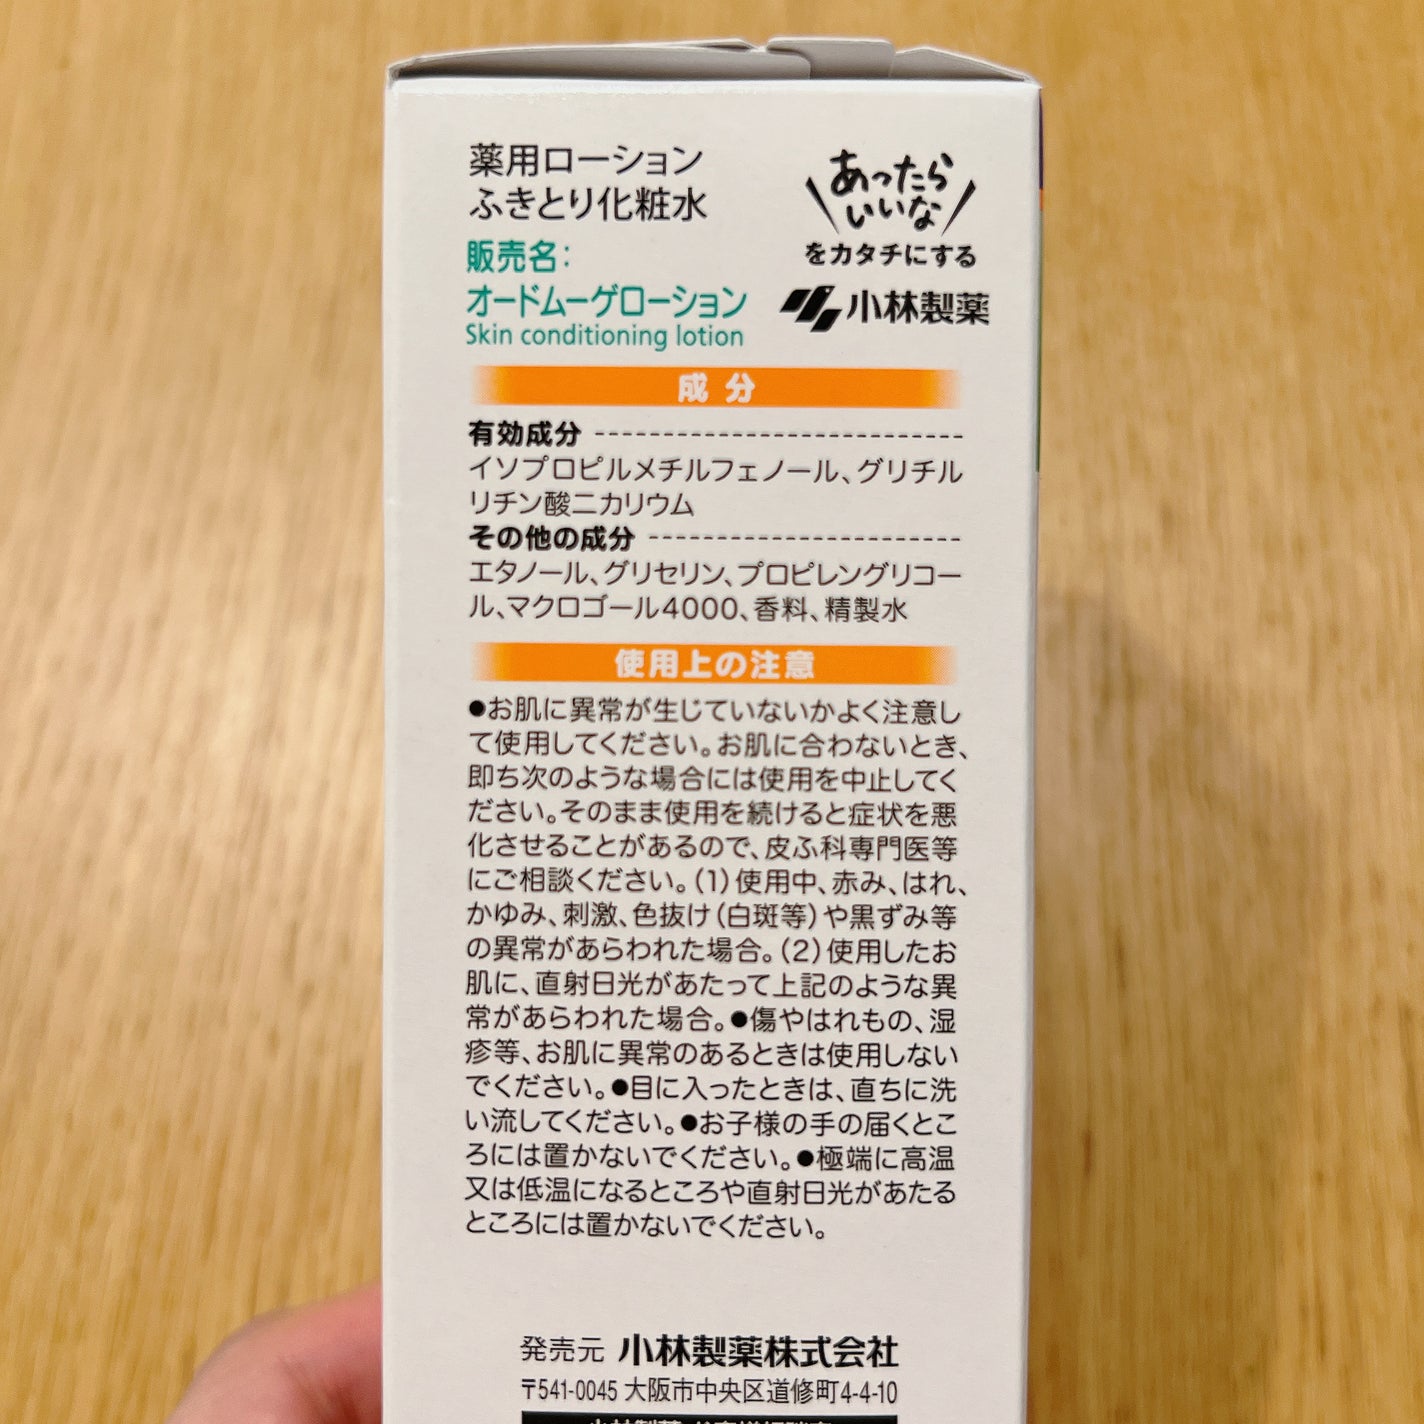 薬用ローション
ふきとり化粧水
販売名：
オードムーゲローション
Skin conditioning lotion
あったら
いいな
をカタチにする
小林製薬
成分
有効成分
イソプロピルメチルフェノール、グリチル
リチン酸二カリウム
その他の成分
エタノール、グリセリン、プロピレングリコー
ル、マクロゴール4000、香料、精製水
使用上の注意
●お肌に異常が生じていないかよく注意し
て使用してください。お肌に合わないとき、
即ち次のような場合には使用を中止してく
ださい。そのまま使用を続けると症状を悪
化させることがあるので、皮ふ科専門医等
にご相談ください。（1）使用中、赤み、はれ、
かゆみ、刺激、色抜け（白斑等）や黒ずみ等
の異常があらわれた場合。（2）使用したお
肌に、直射日光があたって上記のような異
常があらわれた場合。●傷やはれもの、湿
疹等、お肌に異常のあるときは使用しない
でください。●目に入ったときは、直ちに洗
い流してください。●お子様の手の届くとこ
ろには置かないでください。●極端に高温
又は低温になるところや直射日光があたる
ところには置かないでください。
発売元 小林製薬株式会社
〒541-0045 大阪市中央区道修町4-4-10